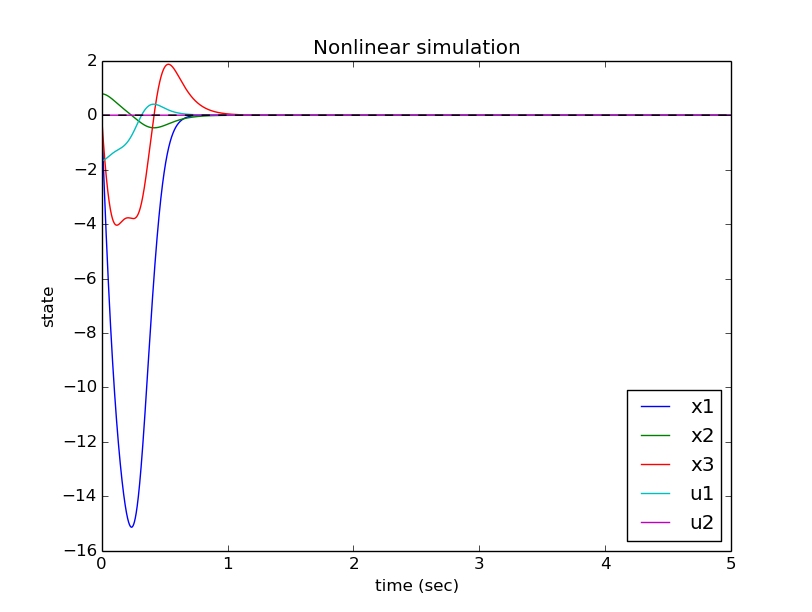 Nonlinear simulation
state
2
0
−2
−4
−6
−8
−10
−12
−14
−16
0 1 2 3 4 5
time (sec)
x1
x2
x3
u1
u2